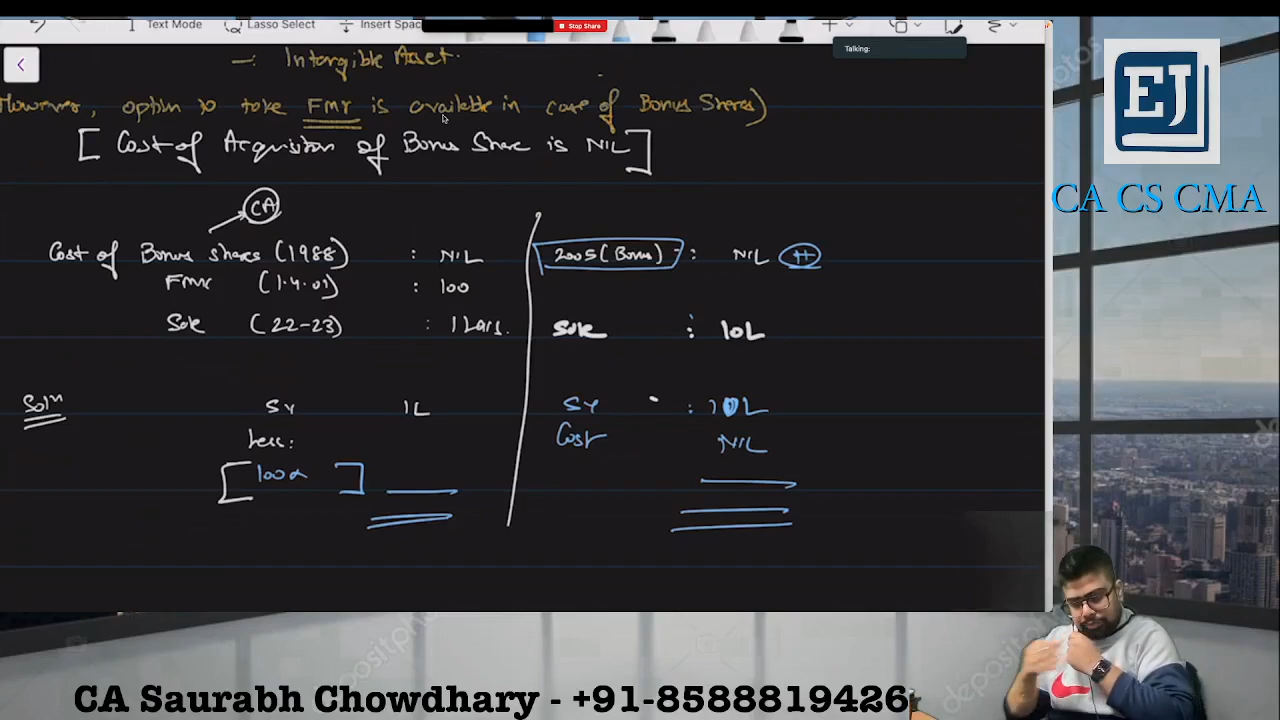 Text Mode Lasso Select Insert Spac
Stop Share
Talking:
— Intangible Asset.
However, option to take FMV is available in case of Bonus Shares)
[ Cost of Acquisition of Bonus Share is NIL ]
CA
Cost of Bonus shares (1988) : NIL
FMV (1.4.01) : 100
Sale (22-23) : 1 Lacs.
2005 (Bonus) : NIL
Sale : 10L
Soln
SV 1L
Less:
[ 100x ]
SV : 10L
Cost NIL
EJ
CA CS CMA
CA Saurabh Chowdhary - +91-8588819426